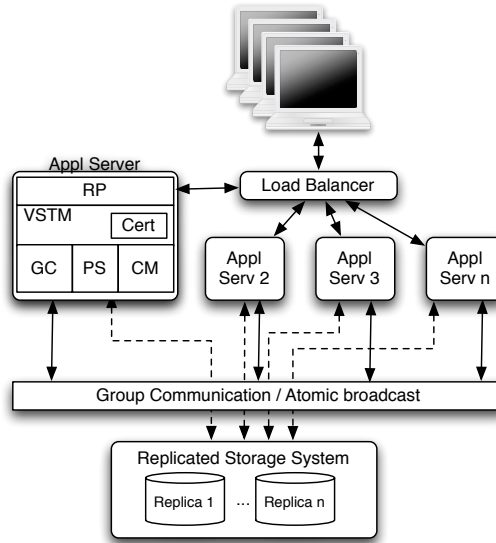 Appl Server
RP
VSTM
Cert
GC PS CM
Load Balancer
Appl
Serv 2
Appl
Serv 3
Appl
Serv n
Group Communication / Atomic broadcast
Replicated Storage System
Replica 1 ... Replica n